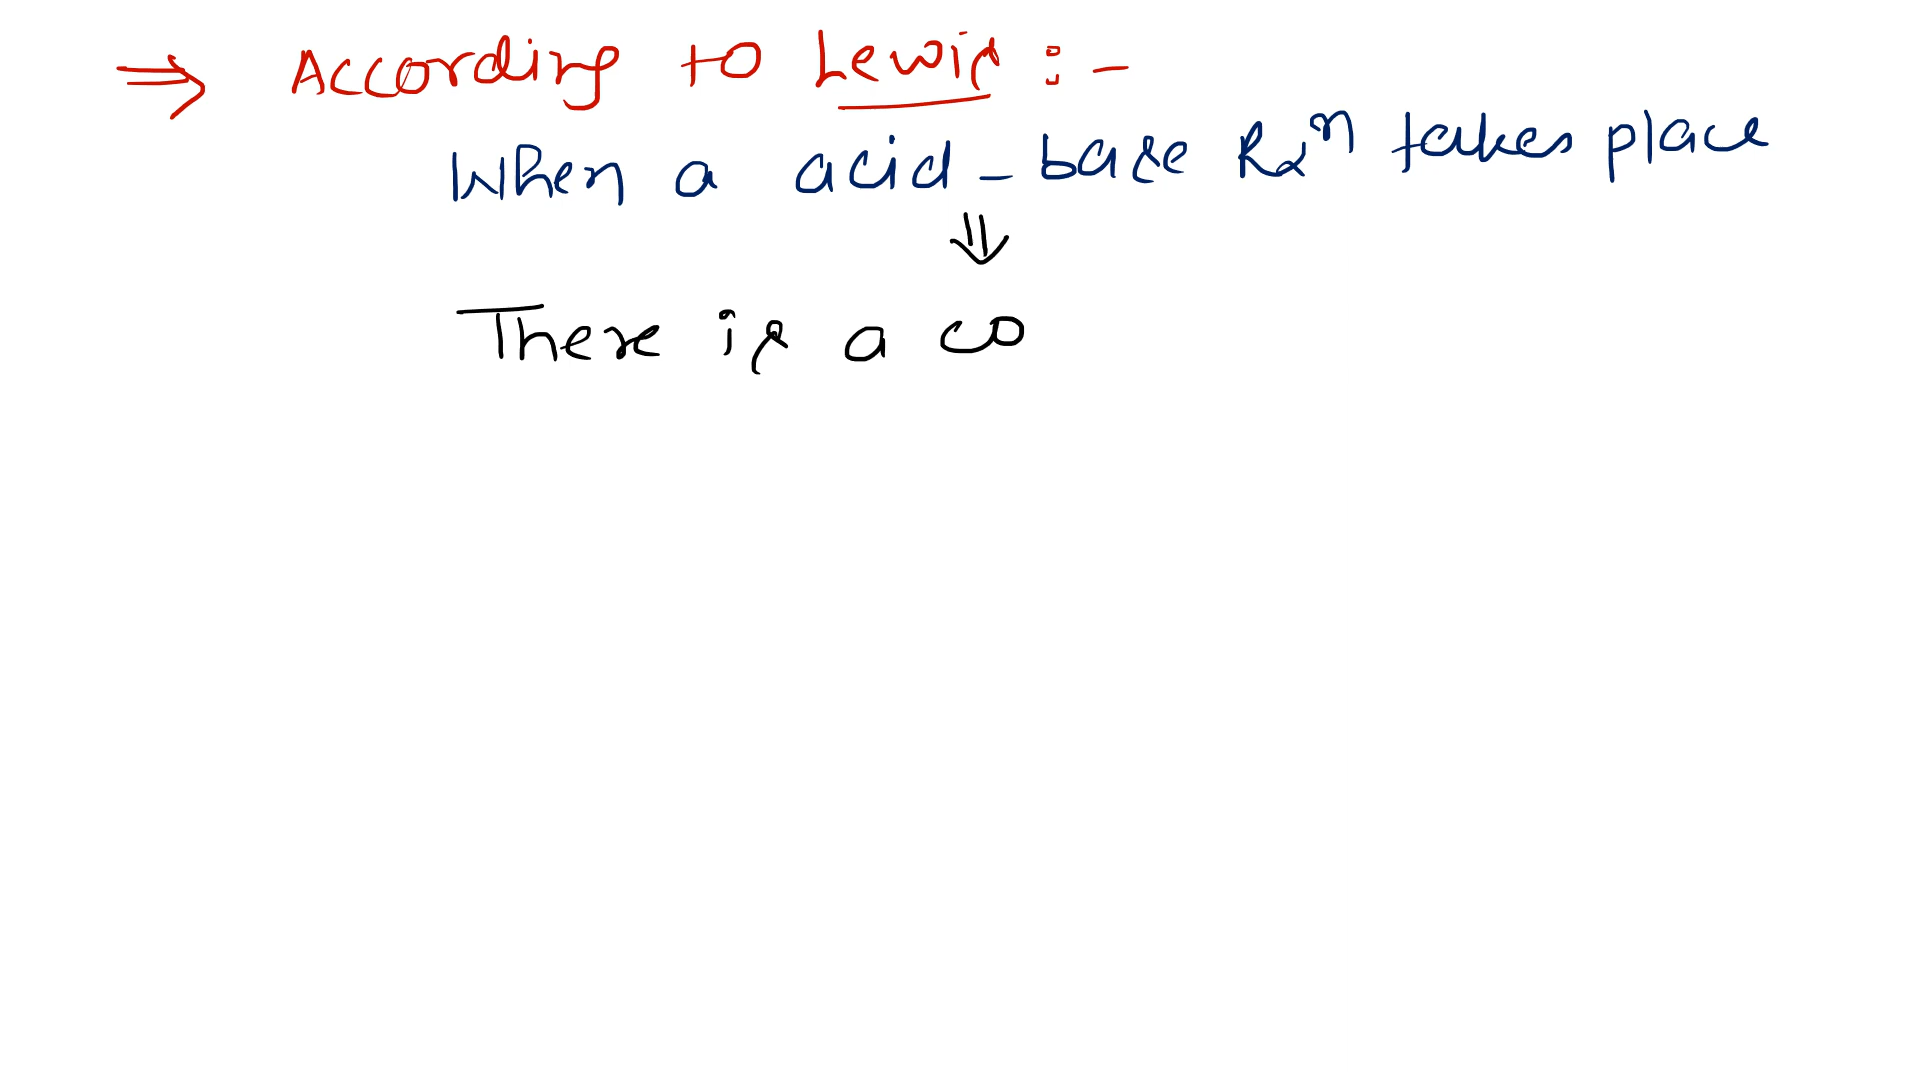 ⇒ According to Lewis :-
When a acid - base Rxⁿ takes place
⇓
There is a co